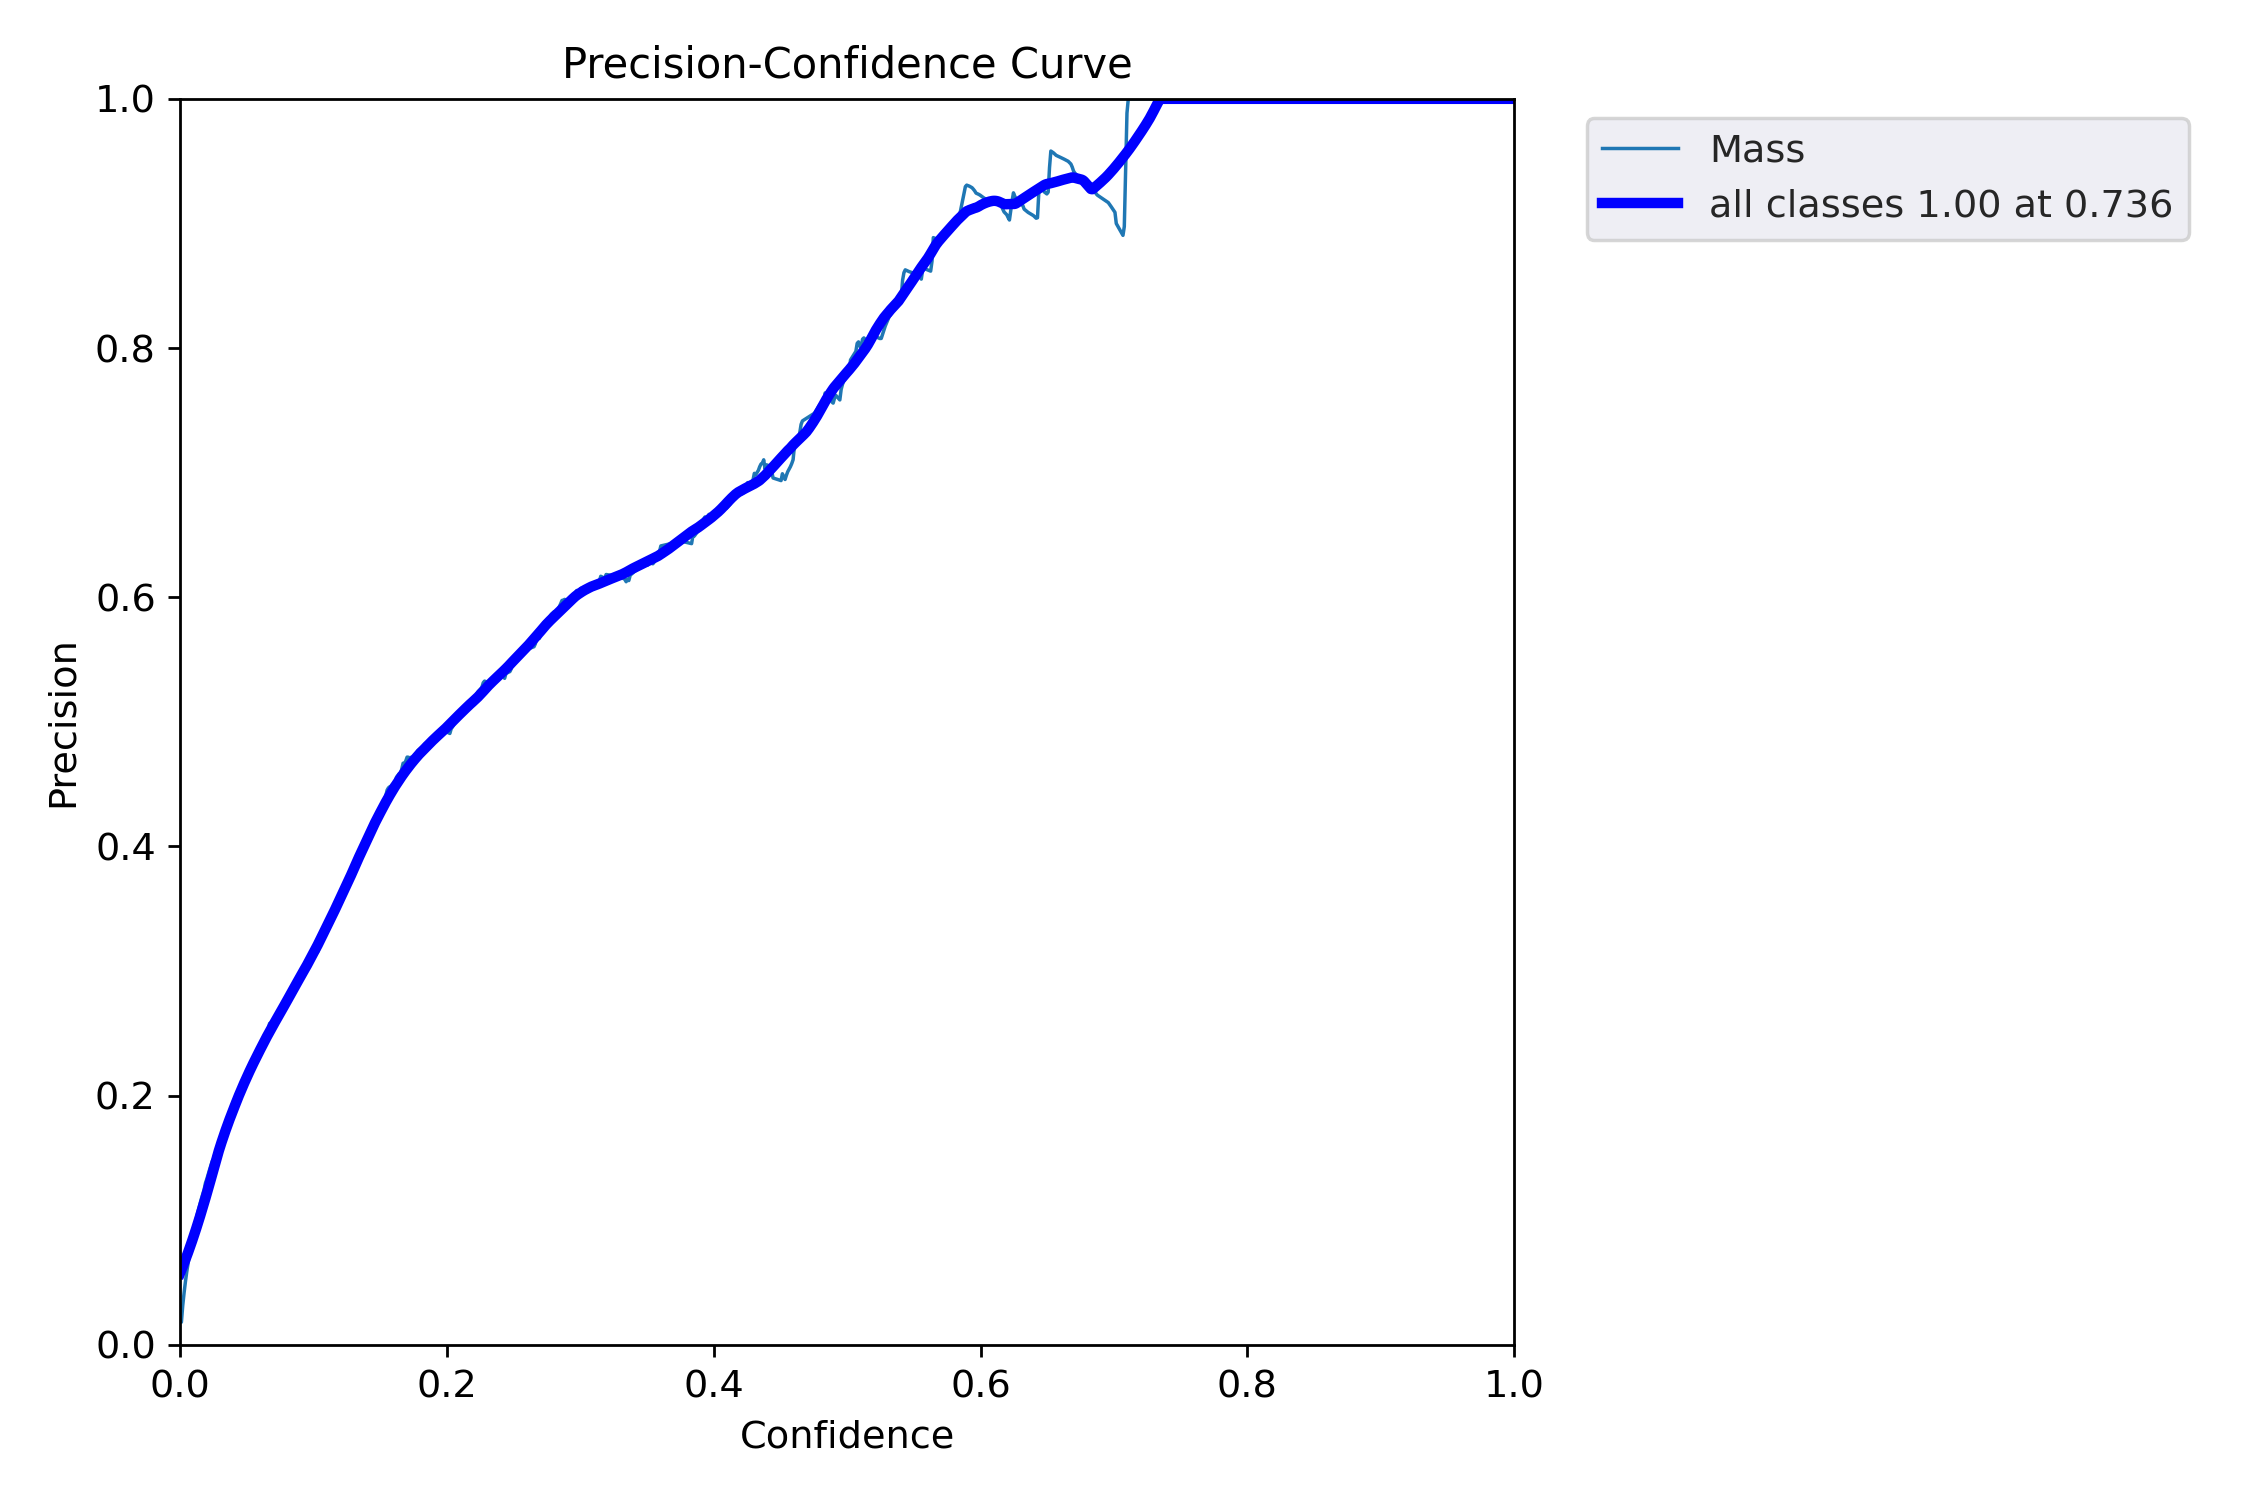 Precision-Confidence Curve
Mass
all classes 1.00 at 0.736
1.0
0.8
0.6
0.4
0.2
0.0
Precision
0.0 0.2 0.4 0.6 0.8 1.0
Confidence